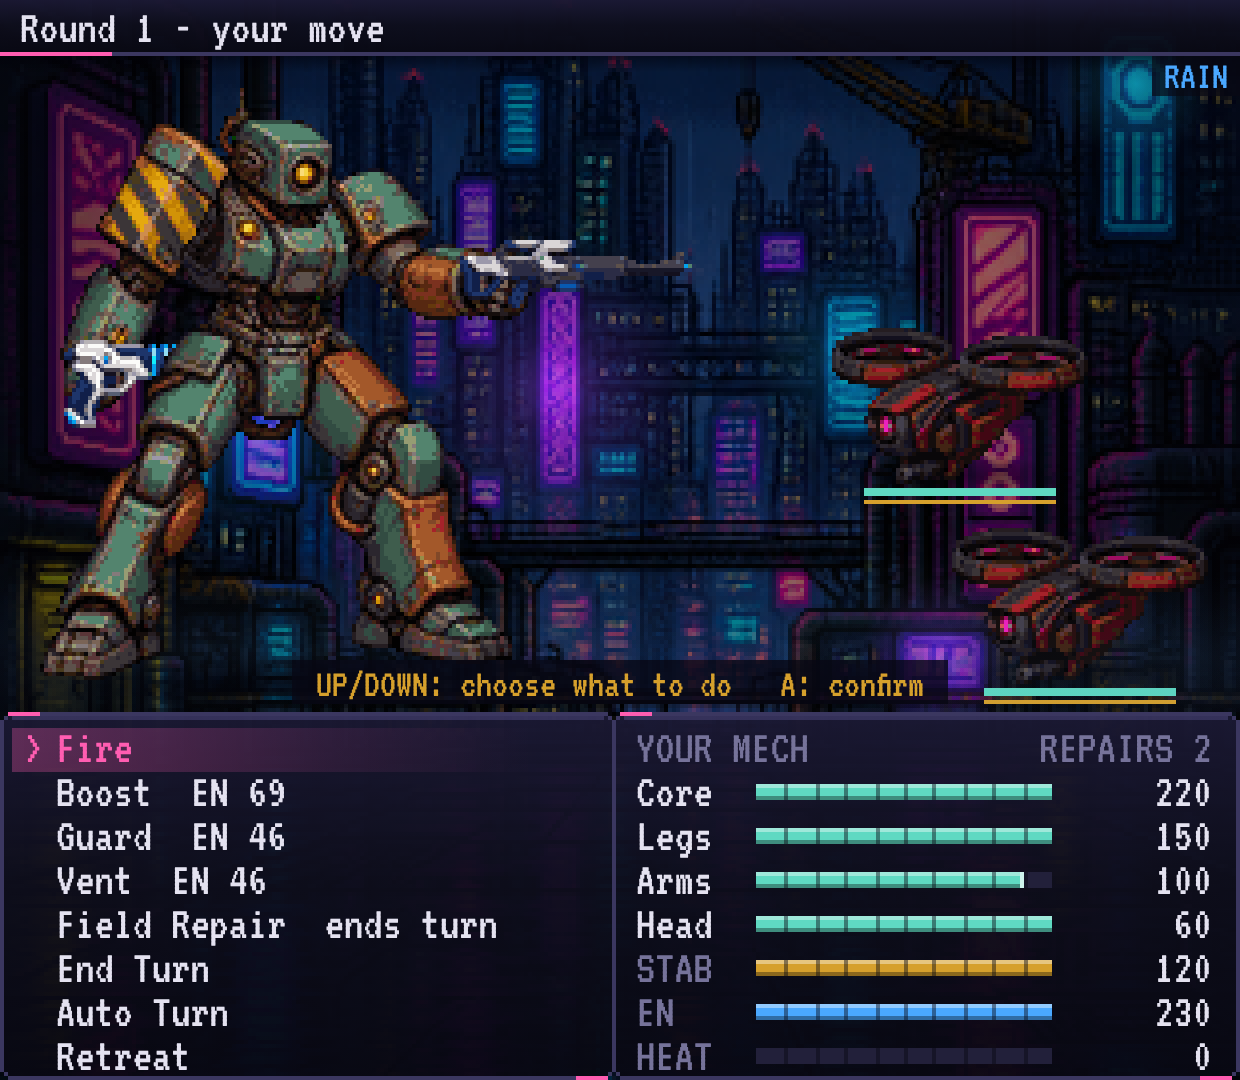 Round 1 - your move
RAIN
UP/DOWN: choose what to do A: confirm
> Fire
Boost EN 69
Guard EN 46
Vent EN 46
Field Repair ends turn
End Turn
Auto Turn
Retreat
YOUR MECH REPAIRS 2
Core 220
Legs 150
Arms 100
Head 60
STAB 120
EN 230
HEAT 0